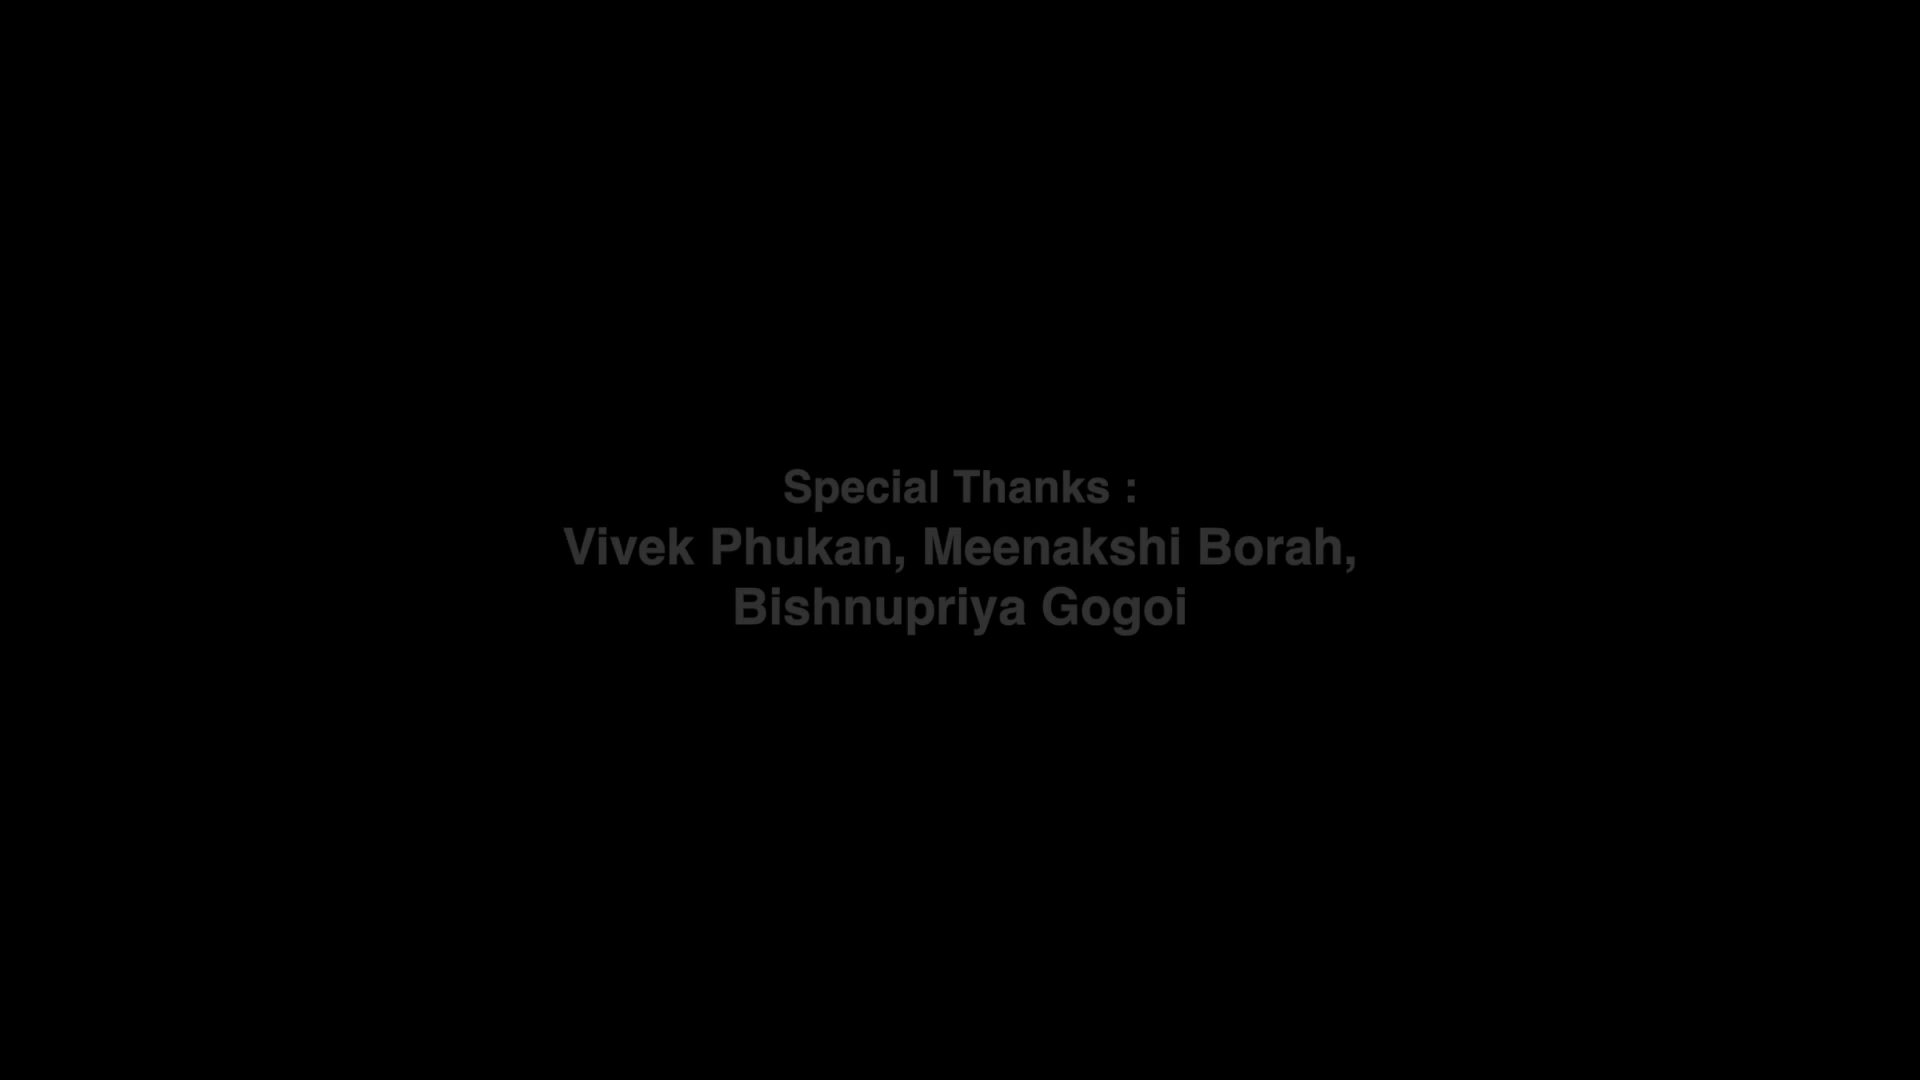 Special Thanks :
Vivek Phukan, Meenakshi Borah,
Bishnupriya Gogoi